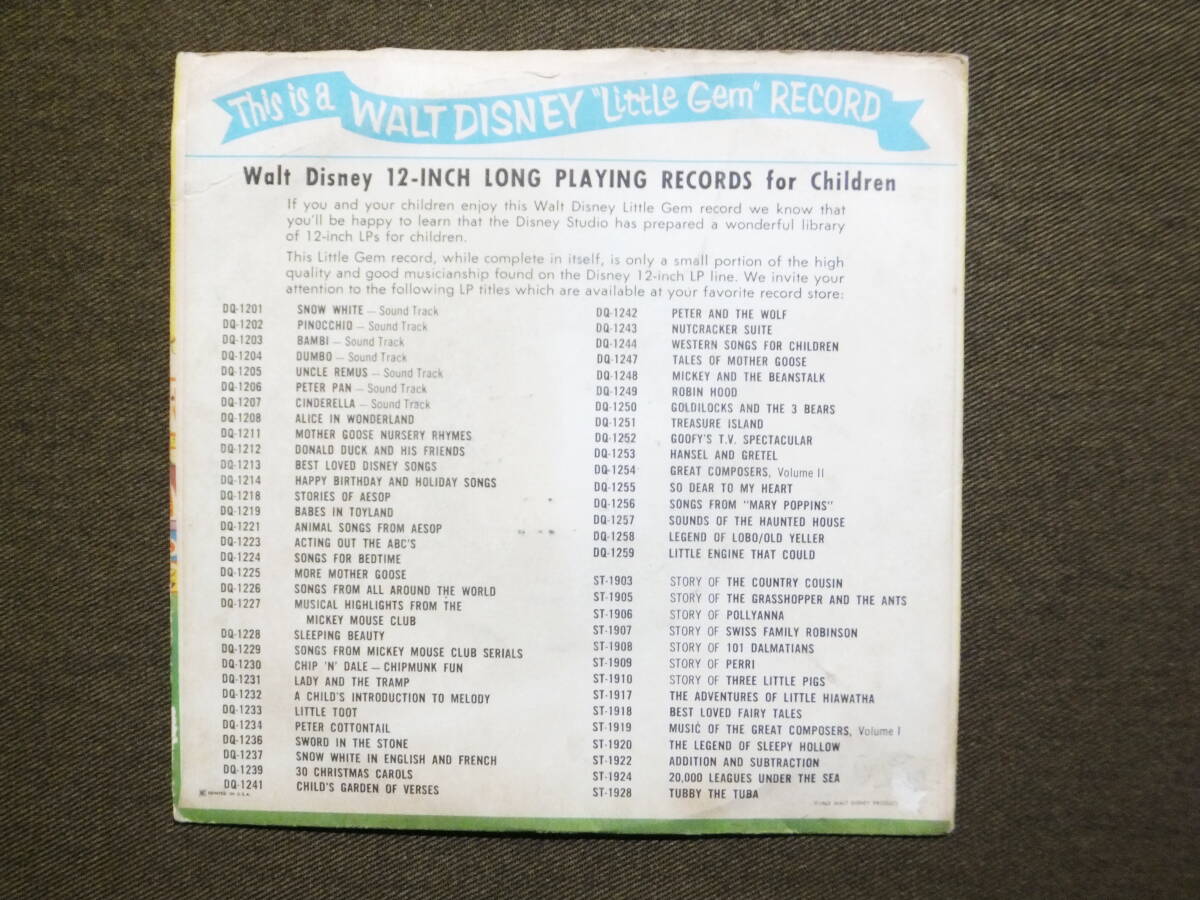 This is a WALT DISNEY "Little Gem" RECORD
Walt Disney 12-INCH LONG PLAYING RECORDS for Children
If you and your children enjoy this Walt Disney Little Gem record we know that
you'll be happy to learn that the Disney Studio has prepared a wonderful library
of 12-inch LPs for children.
This Little Gem record, while complete in itself, is only a small portion of the high
quality and good musicianship found on the Disney 12-inch LP line. We invite your
attention to the following LP titles which are available at your favorite record store:
DQ-1201 SNOW WHITE — Sound Track
DQ-1202 PINOCCHIO — Sound Track
DQ-1203 BAMBI — Sound Track
DQ-1204 DUMBO — Sound Track
DQ-1205 UNCLE REMUS — Sound Track
DQ-1206 PETER PAN — Sound Track
DQ-1207 CINDERELLA — Sound Track
DQ-1208 ALICE IN WONDERLAND
DQ-1211 MOTHER GOOSE NURSERY RHYMES
DQ-1212 DONALD DUCK AND HIS FRIENDS
DQ-1213 BEST LOVED DISNEY SONGS
DQ-1214 HAPPY BIRTHDAY AND HOLIDAY SONGS
DQ-1218 STORIES OF AESOP
DQ-1219 BABES IN TOYLAND
DQ-1221 ANIMAL SONGS FROM AESOP
DQ-1223 ACTING OUT THE ABC'S
DQ-1224 SONGS FOR BEDTIME
DQ-1225 MORE MOTHER GOOSE
DQ-1226 SONGS FROM ALL AROUND THE WORLD
DQ-1227 MUSICAL HIGHLIGHTS FROM THE
MICKEY MOUSE CLUB
DQ-1228 SLEEPING BEAUTY
DQ-1229 SONGS FROM MICKEY MOUSE CLUB SERIALS
DQ-1230 CHIP 'N' DALE — CHIPMUNK FUN
DQ-1231 LADY AND THE TRAMP
DQ-1232 A CHILD'S INTRODUCTION TO MELODY
DQ-1233 LITTLE TOOT
DQ-1234 PETER COTTONTAIL
DQ-1236 SWORD IN THE STONE
DQ-1237 SNOW WHITE IN ENGLISH AND FRENCH
DQ-1239 30 CHRISTMAS CAROLS
DQ-1241 CHILD'S GARDEN OF VERSES
PRINTED IN U.S.A.
DQ-1242 PETER AND THE WOLF
DQ-1243 NUTCRACKER SUITE
DQ-1244 WESTERN SONGS FOR CHILDREN
DQ-1247 TALES OF MOTHER GOOSE
DQ-1248 MICKEY AND THE BEANSTALK
DQ-1249 ROBIN HOOD
DQ-1250 GOLDILOCKS AND THE 3 BEARS
DQ-1251 TREASURE ISLAND
DQ-1252 GOOFY'S T.V. SPECTACULAR
DQ-1253 HANSEL AND GRETEL
DQ-1254 GREAT COMPOSERS, Volume II
DQ-1255 SO DEAR TO MY HEART
DQ-1256 SONGS FROM "MARY POPPINS"
DQ-1257 SOUNDS OF THE HAUNTED HOUSE
DQ-1258 LEGEND OF LOBO/OLD YELLER
DQ-1259 LITTLE ENGINE THAT COULD
ST-1903 STORY OF THE COUNTRY COUSIN
ST-1905 STORY OF THE GRASSHOPPER AND THE ANTS
ST-1906 STORY OF POLLYANNA
ST-1907 STORY OF SWISS FAMILY ROBINSON
ST-1908 STORY OF 101 DALMATIANS
ST-1909 STORY OF PERRI
ST-1910 STORY OF THREE LITTLE PIGS
ST-1917 THE ADVENTURES OF LITTLE HIAWATHA
ST-1918 BEST LOVED FAIRY TALES
ST-1919 MUSIC OF THE GREAT COMPOSERS, Volume I
ST-1920 THE LEGEND OF SLEEPY HOLLOW
ST-1922 ADDITION AND SUBTRACTION
ST-1924 20,000 LEAGUES UNDER THE SEA
ST-1928 TUBBY THE TUBA
WALT DISNEY